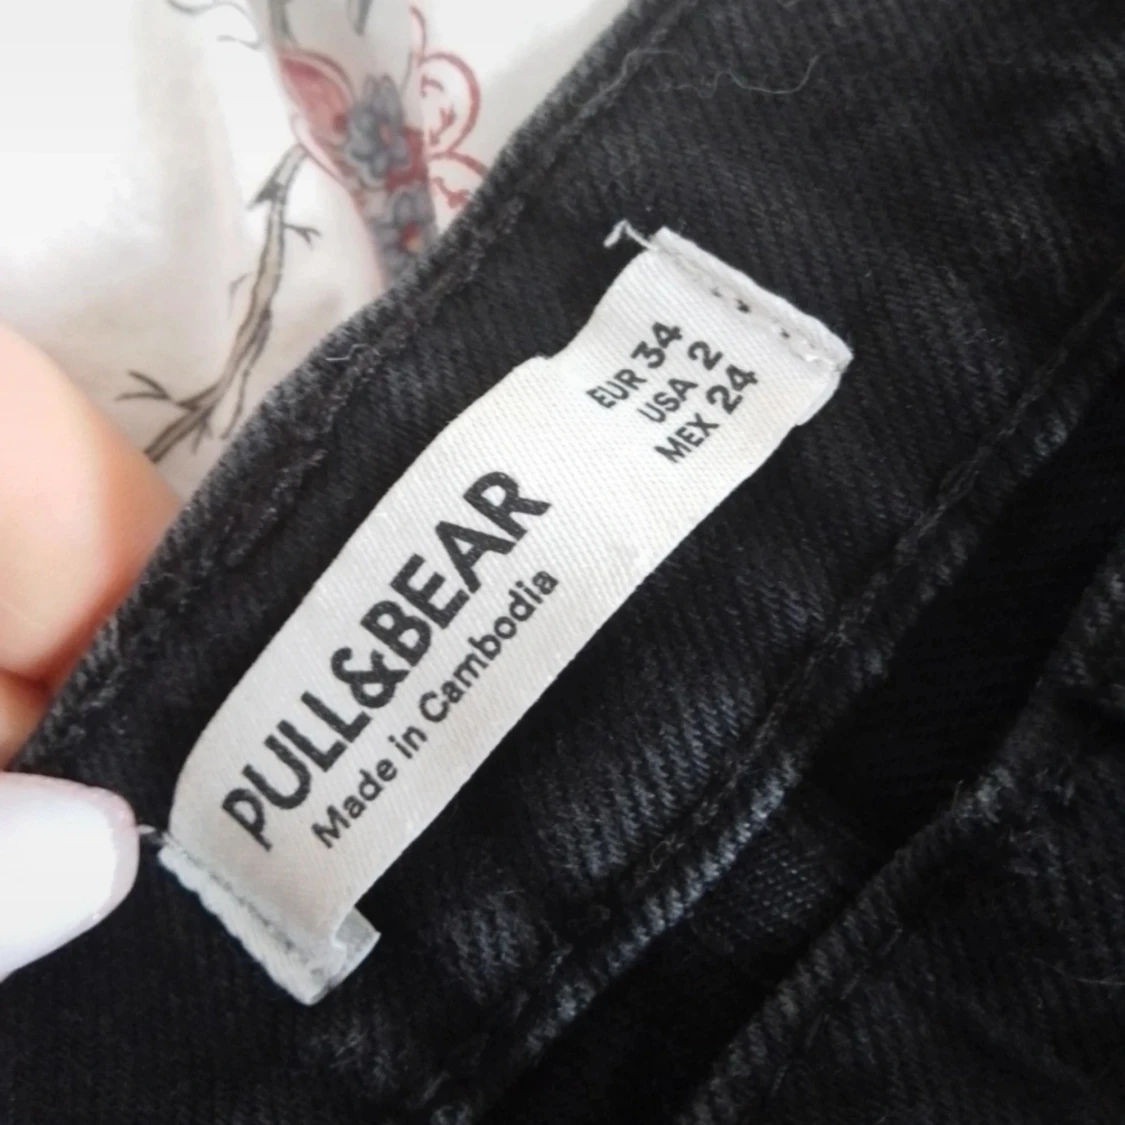 PULL&BEAR
Made in Cambodia
EUR 34
USA 2
MEX 24